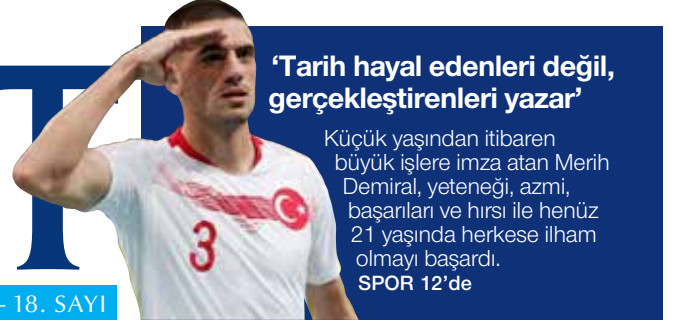 T
‘Tarih hayal edenleri değil,
gerçekleştirenleri yazar’
Küçük yaşından itibaren
büyük işlere imza atan Merih
Demiral, yeteneği, azmi,
başarıları ve hırsı ile henüz
21 yaşında herkese ilham
olmayı başardı.
SPOR 12’de
3
- 18. SAYI